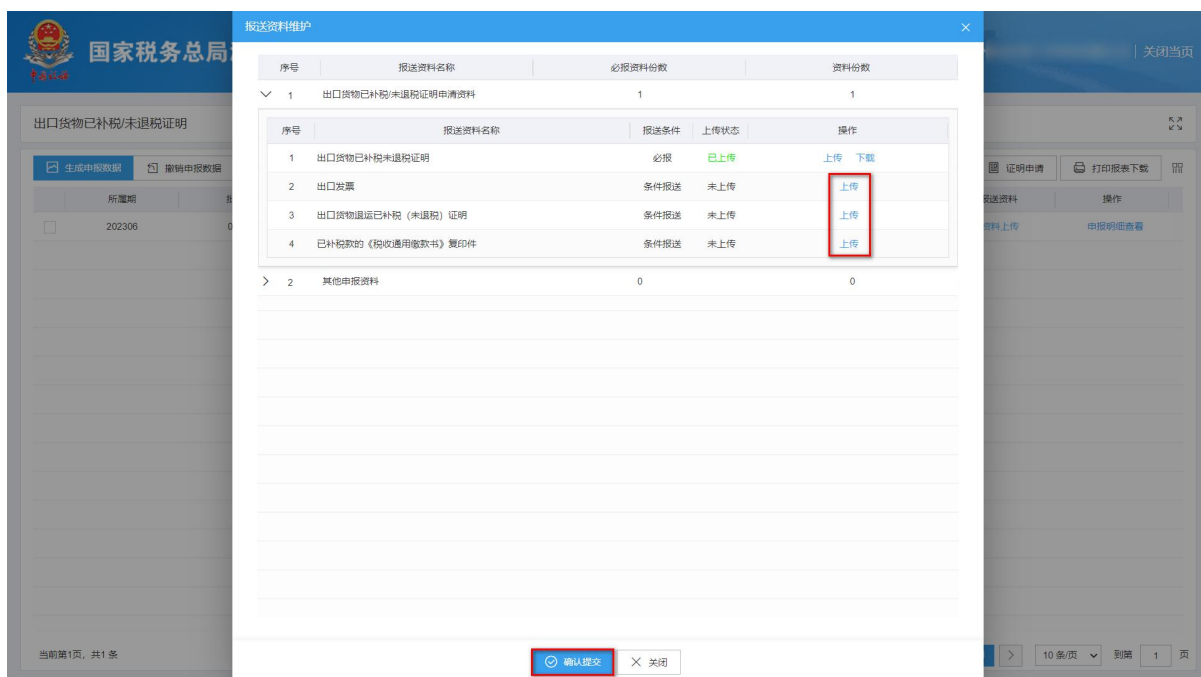 报送资料维护
国家税务总局
关闭当页
序号 报送资料名称 必报资料份数 资料份数
1 出口货物已补税/未退税证明申请资料 1 1
出口货物已补税/未退税证明
序号 报送资料名称 报送条件 上传状态 操作
1 出口货物已补税未退税证明 必报 已上传 上传 下载
生成申报数据 撤销申报数据 证明申请 打印报表下载
2 出口发票 条件报送 未上传 上传
所属期 报送资料 操作
3 出口货物退运已补税（未退税）证明 条件报送 未上传 上传
202306 0 资料上传 申报明细查看
4 已补税款的《税收通用缴款书》复印件 条件报送 未上传 上传
2 其他申报资料 0 0
当前第1页，共1条
确认提交 关闭
10条/页 到第 1 页